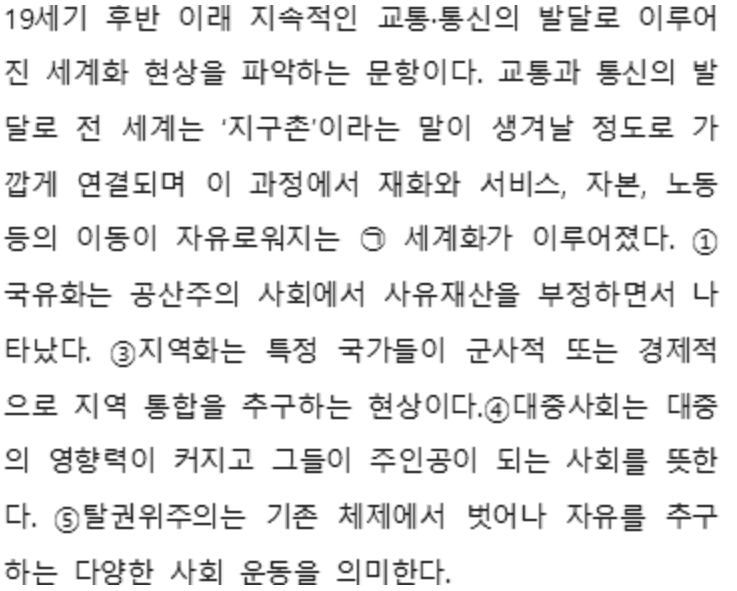 19세기 후반 이래 지속적인 교통·통신의 발달로 이루어
진 세계화 현상을 파악하는 문항이다. 교통과 통신의 발
달로 전 세계는 '지구촌'이라는 말이 생겨날 정도로 가
깝게 연결되며 이 과정에서 재화와 서비스, 자본, 노동
등의 이동이 자유로워지는 ㉠ 세계화가 이루어졌다. ①
국유화는 공산주의 사회에서 사유재산을 부정하면서 나
타났다. ③지역화는 특정 국가들이 군사적 또는 경제적
으로 지역 통합을 추구하는 현상이다.④대중사회는 대중
의 영향력이 커지고 그들이 주인공이 되는 사회를 뜻한
다. ⑤탈권위주의는 기존 체제에서 벗어나 자유를 추구
하는 다양한 사회 운동을 의미한다.